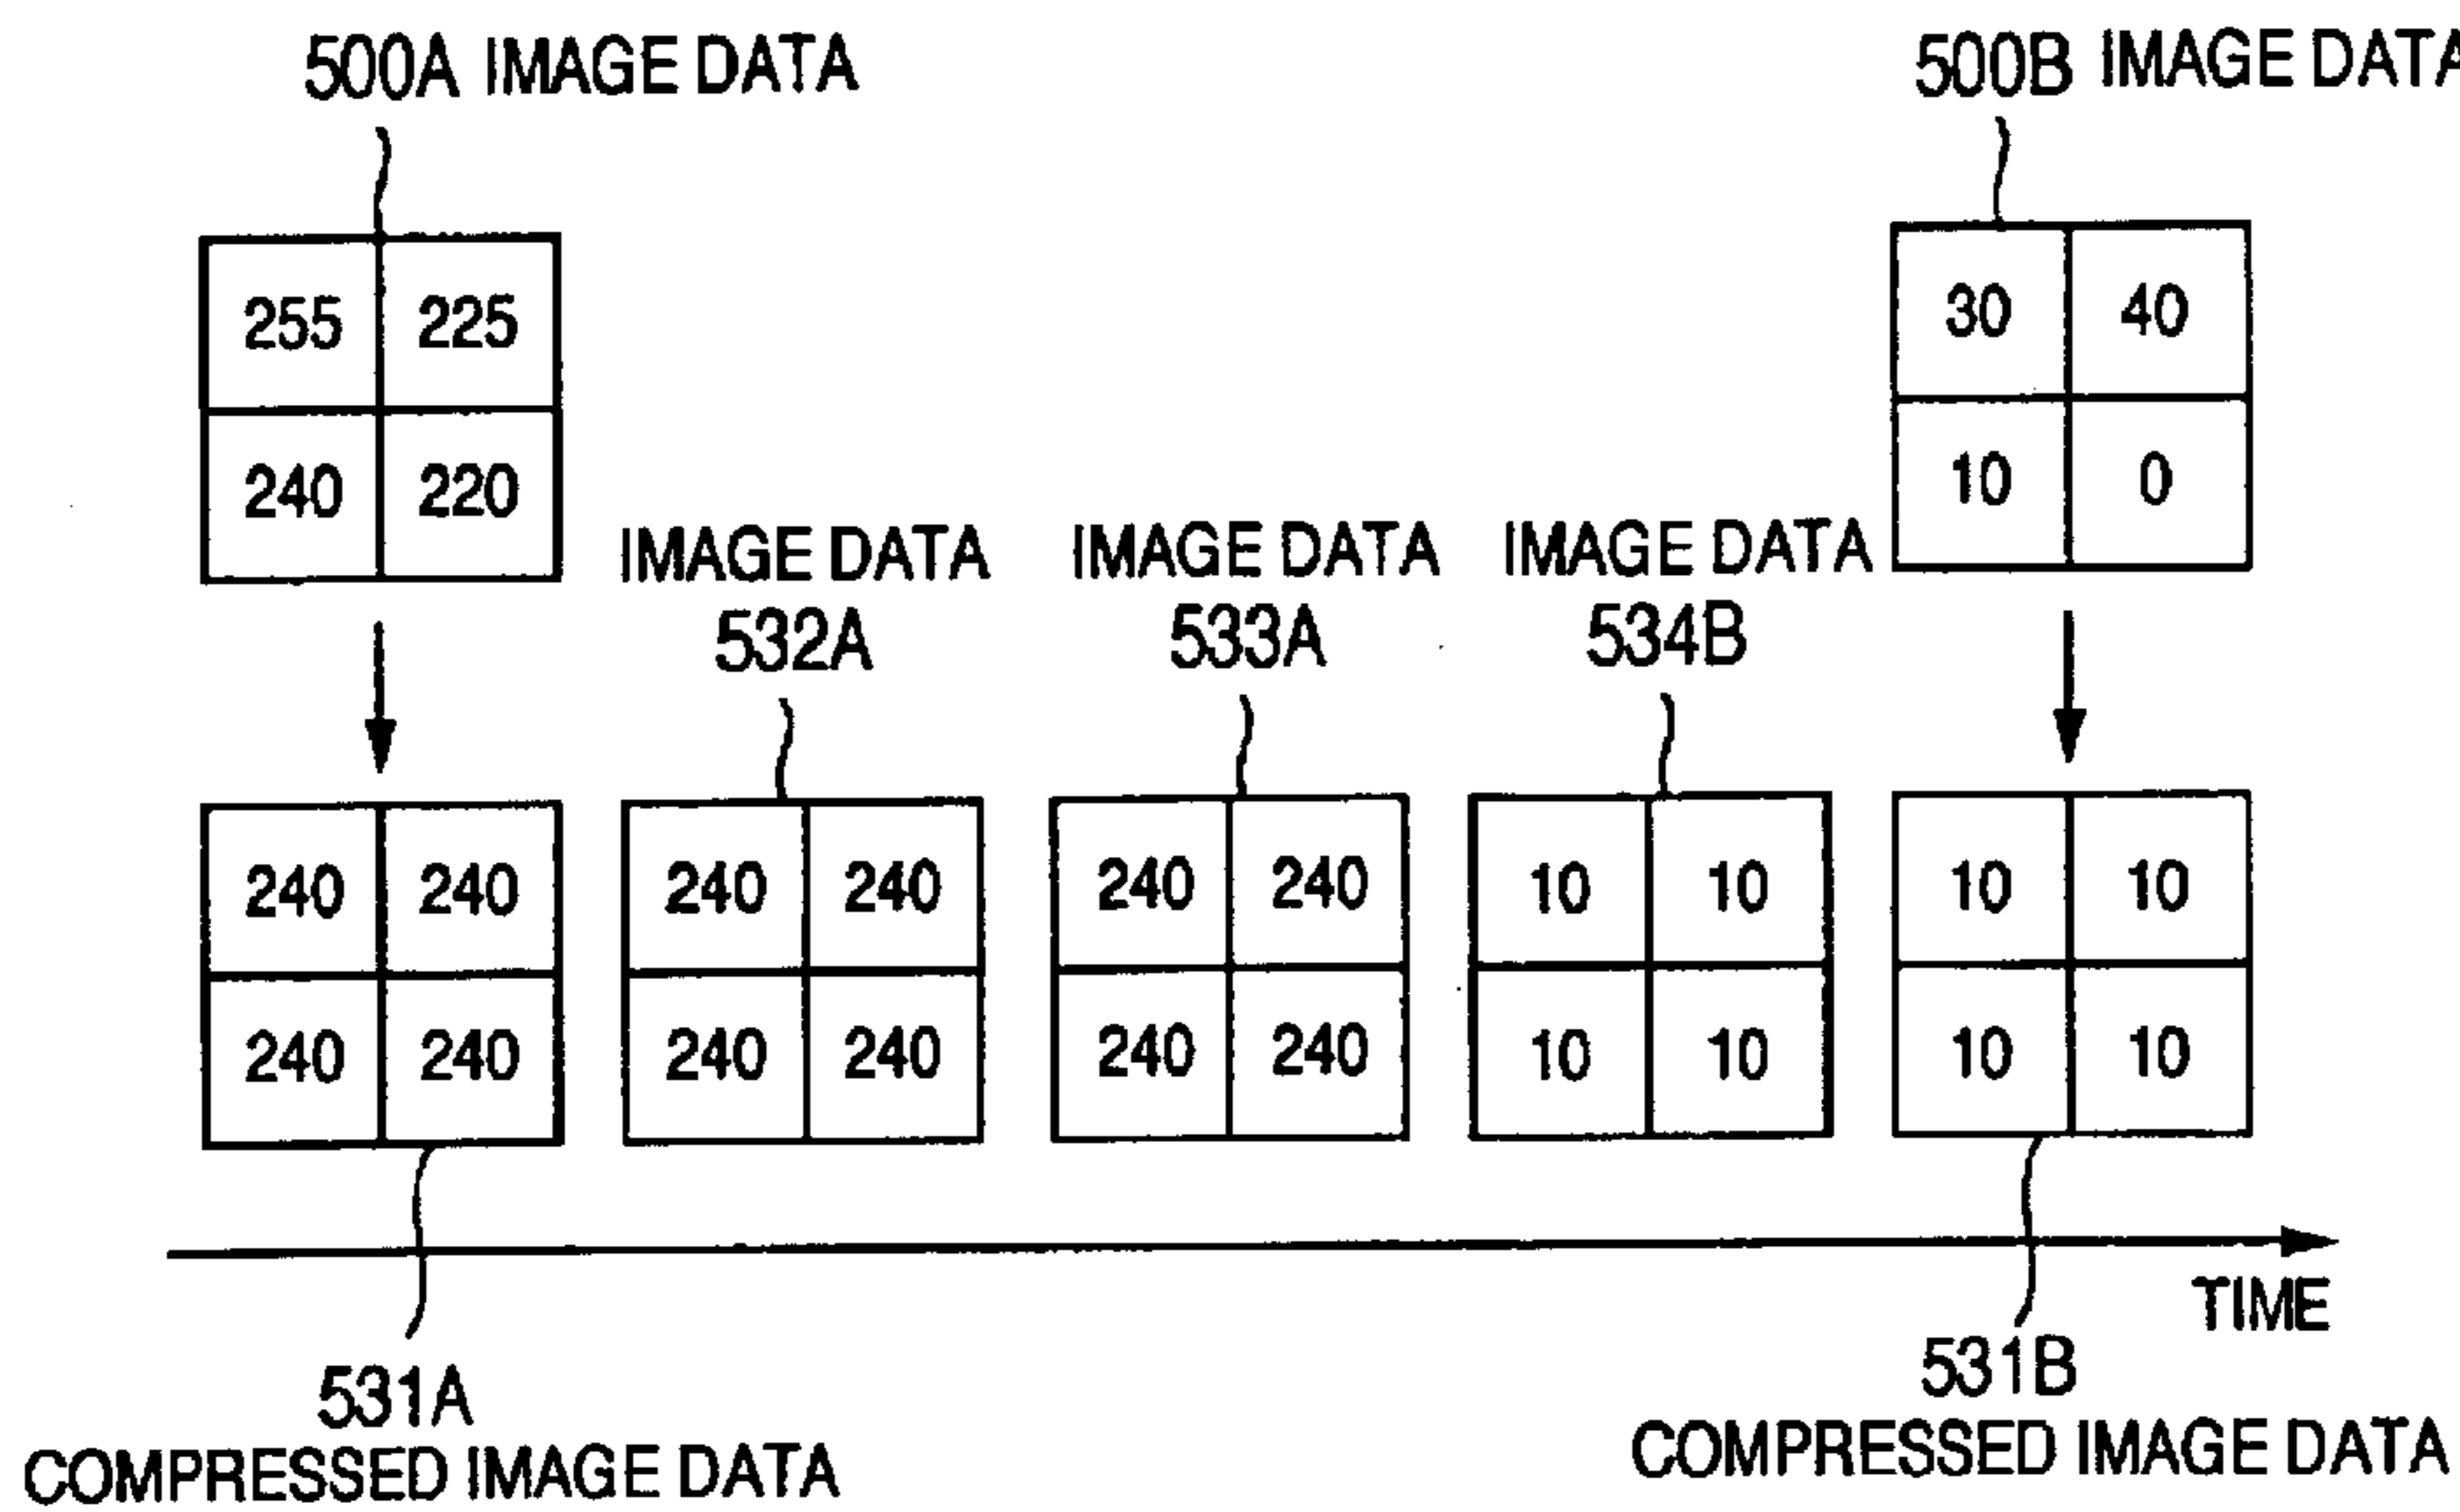 500A IMAGE DATA
500B IMAGE DATA
255 225
240 220
30 40
10 0
IMAGE DATA
532A
IMAGE DATA
533A
IMAGE DATA
534B
240 240
240 240
240 240
240 240
240 240
240 240
10 10
10 10
10 10
10 10
TIME
531A
COMPRESSED IMAGE DATA
531B
COMPRESSED IMAGE DATA